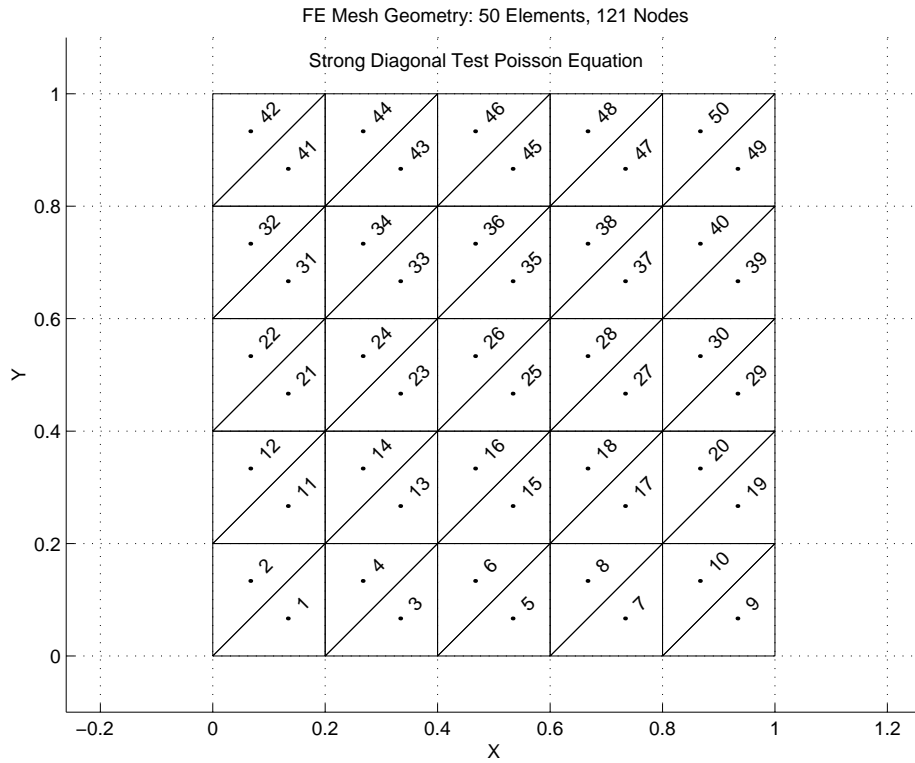 FE Mesh Geometry: 50 Elements, 121 Nodes
Strong Diagonal Test Poisson Equation
1
42 44 46 48 50
41 43 45 47 49
0.8
32 34 36 38 40
31 33 35 37 39
0.6
22 24 26 28 30
Y
21 23 25 27 29
0.4
12 14 16 18 20
11 13 15 17 19
0.2
2 4 6 8 10
1 3 5 7 9
0
−0.2 0 0.2 0.4 0.6 0.8 1 1.2
X